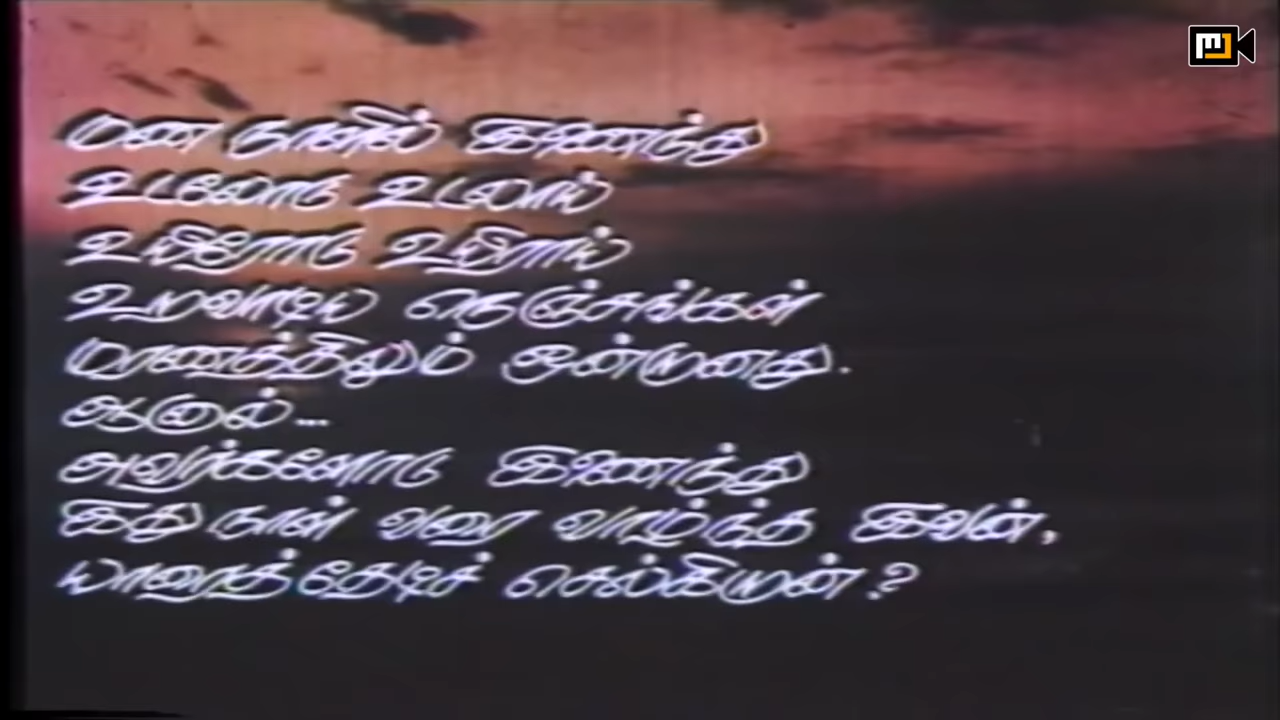 மண நாளில் இணைந்த
உடலோடு உடலாய்
உயிரோடு உயிராய்
உறவாடிய நெஞ்சங்கள்
மரணத்திலும் ஒன்றானது.
ஆனால்...
அவர்களோடு இணைந்து
இது நாள் வரை வாழ்ந்த இவன்,
யாரைத் தேடிச் செல்கிறான்?